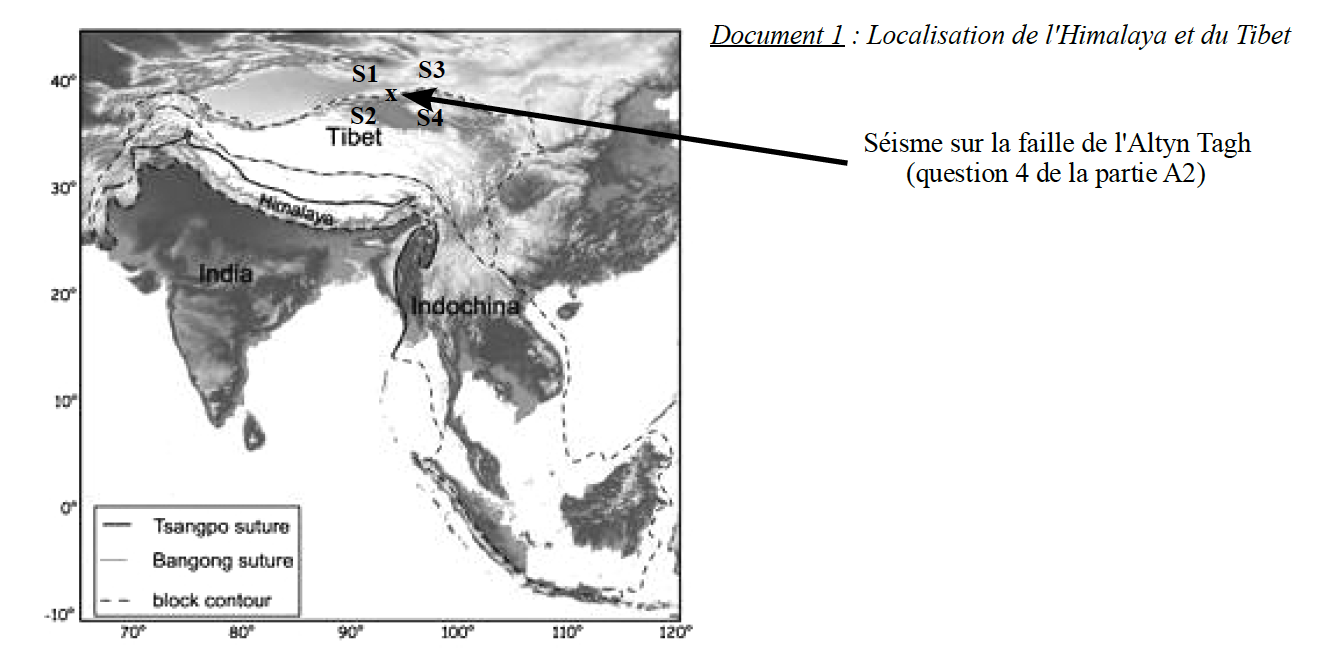 Document 1 : Localisation de l'Himalaya et du Tibet
40°
30°
20°
10°
0°
-10°
S1
S3
x
S2
S4
Tibet
Séisme sur la faille de l'Altyn Tagh
(question 4 de la partie A2)
Himalaya
India
Indochina
Tsangpo suture
Bangong suture
block contour
70°
80°
90°
100°
110°
120°